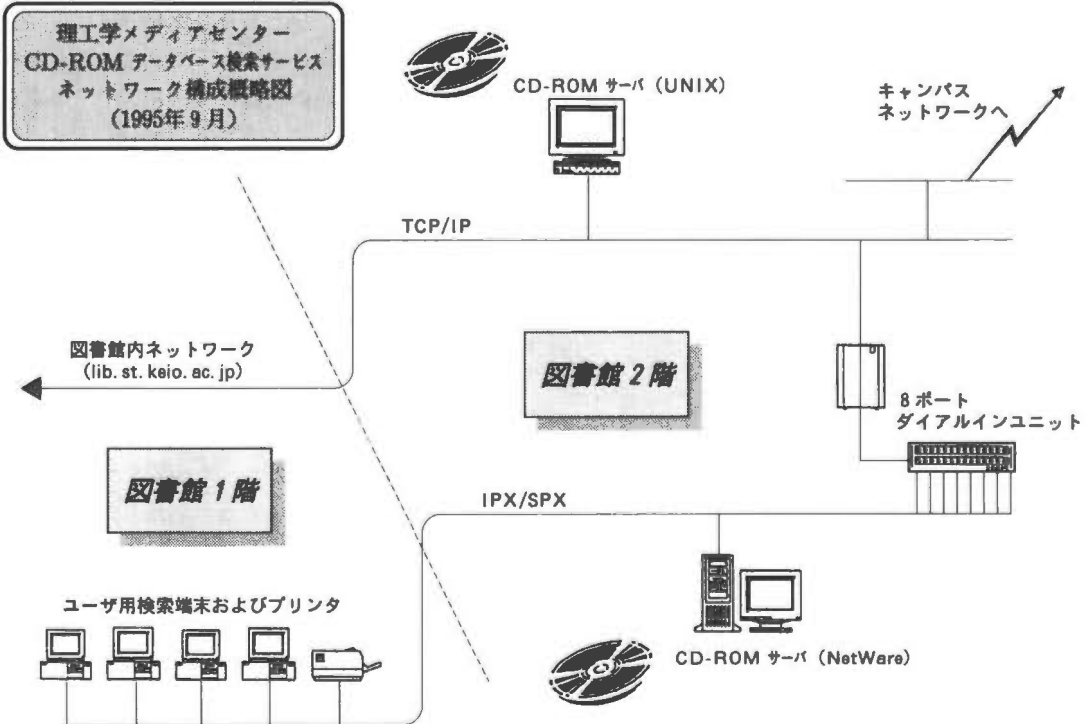 理工学メディアセンター
CD-ROM データベース検索サービス
ネットワーク構成概略図
(1995年9月)
CD-ROM サーバ (UNIX)
キャンパス
ネットワークへ
TCP/IP
図書館内ネットワーク
(lib.st.keio.ac.jp)
図書館2階
8ポート
ダイアルインユニット
図書館1階
IPX/SPX
ユーザ用検索端末およびプリンタ
CD-ROM サーバ (NetWare)